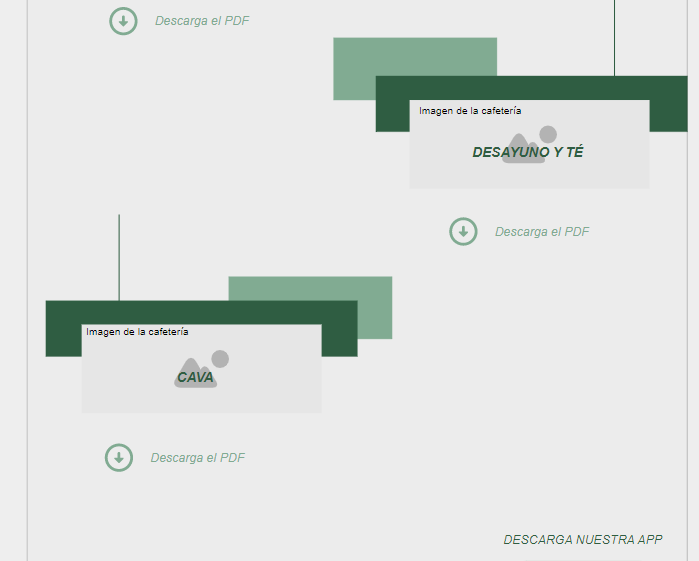 Descarga el PDF
Imagen de la cafetería
DESAYUNO Y TÉ
Descarga el PDF
Imagen de la cafetería
CAVA
Descarga el PDF
DESCARGA NUESTRA APP